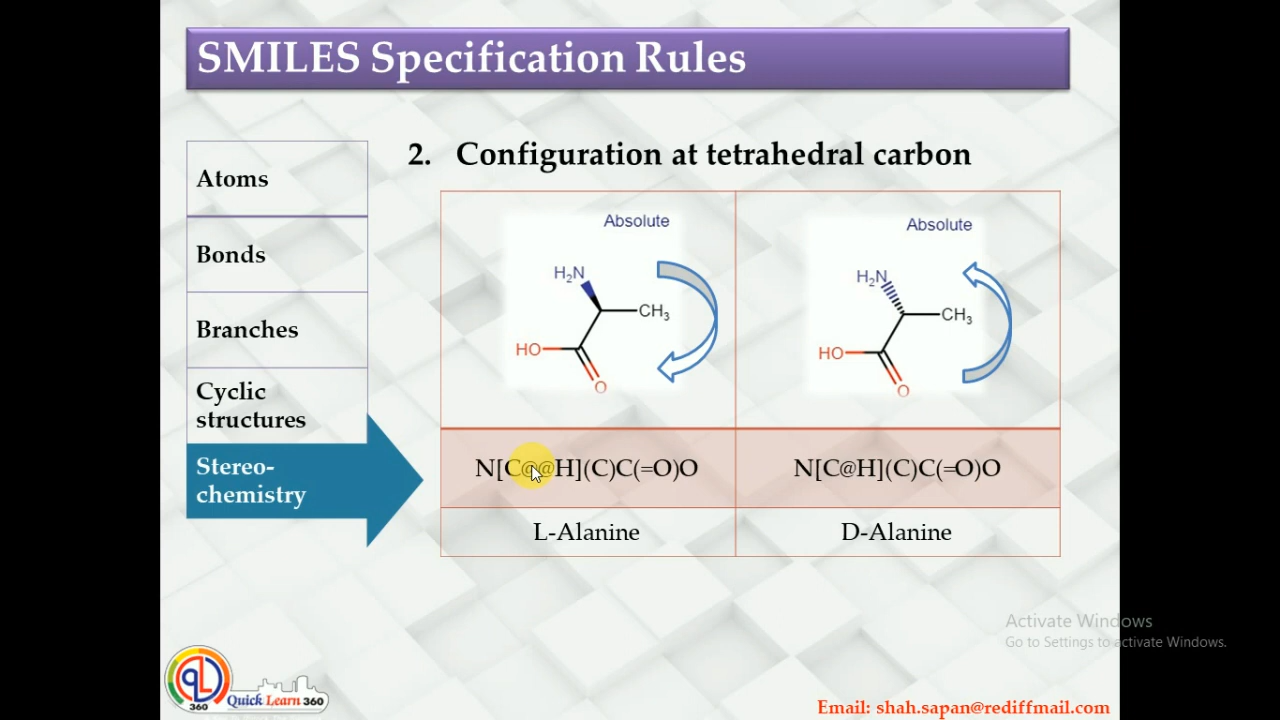 SMILES Specification Rules
Atoms
Bonds
Branches
Cyclic
structures
Stereo-
chemistry
2. Configuration at tetrahedral carbon
Absolute
H₂N
CH₃
HO
O
Absolute
H₂N
CH₃
HO
O
N[C@@H](C)C(=O)O
N[C@H](C)C(=O)O
L-Alanine
D-Alanine
Activate Windows
Go to Settings to activate Windows.
QL
360
Quick Learn 360
Email: shah.sapan@rediffmail.com